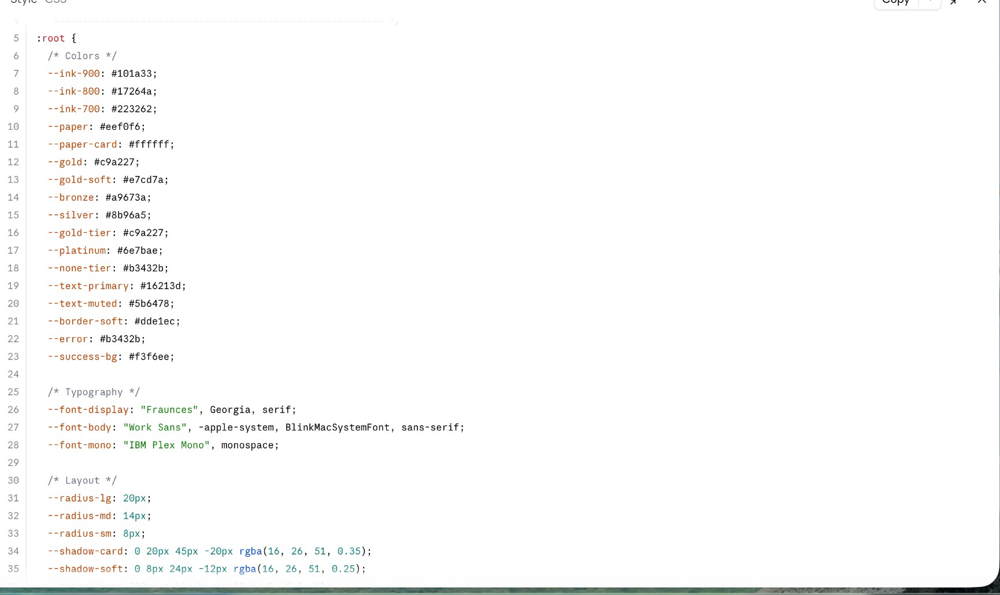 Style CSS
Copy
4 ----------------------------------------------------------- */
5 :root {
6 /* Colors */
7 --ink-900: #101a33;
8 --ink-800: #17264a;
9 --ink-700: #223262;
10 --paper: #eef0f6;
11 --paper-card: #ffffff;
12 --gold: #c9a227;
13 --gold-soft: #e7cd7a;
14 --bronze: #a9673a;
15 --silver: #8b96a5;
16 --gold-tier: #c9a227;
17 --platinum: #6e7bae;
18 --none-tier: #b3432b;
19 --text-primary: #16213d;
20 --text-muted: #5b6478;
21 --border-soft: #dde1ec;
22 --error: #b3432b;
23 --success-bg: #f3f6ee;
24
25 /* Typography */
26 --font-display: "Fraunces", Georgia, serif;
27 --font-body: "Work Sans", -apple-system, BlinkMacSystemFont, sans-serif;
28 --font-mono: "IBM Plex Mono", monospace;
29
30 /* Layout */
31 --radius-lg: 20px;
32 --radius-md: 14px;
33 --radius-sm: 8px;
34 --shadow-card: 0 20px 45px -20px rgba(16, 26, 51, 0.35);
35 --shadow-soft: 0 8px 24px -12px rgba(16, 26, 51, 0.25);